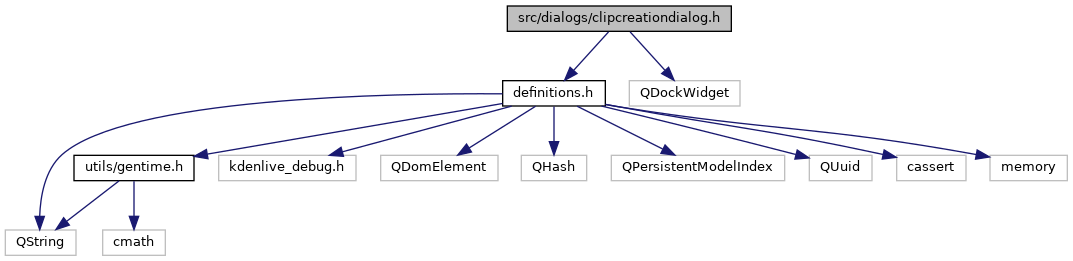 src/dialogs/clipcreationdialog.h
definitions.h
QDockWidget
utils/gentime.h
kdenlive_debug.h
QDomElement
QHash
QPersistentModelIndex
QUuid
cassert
memory
QString
cmath